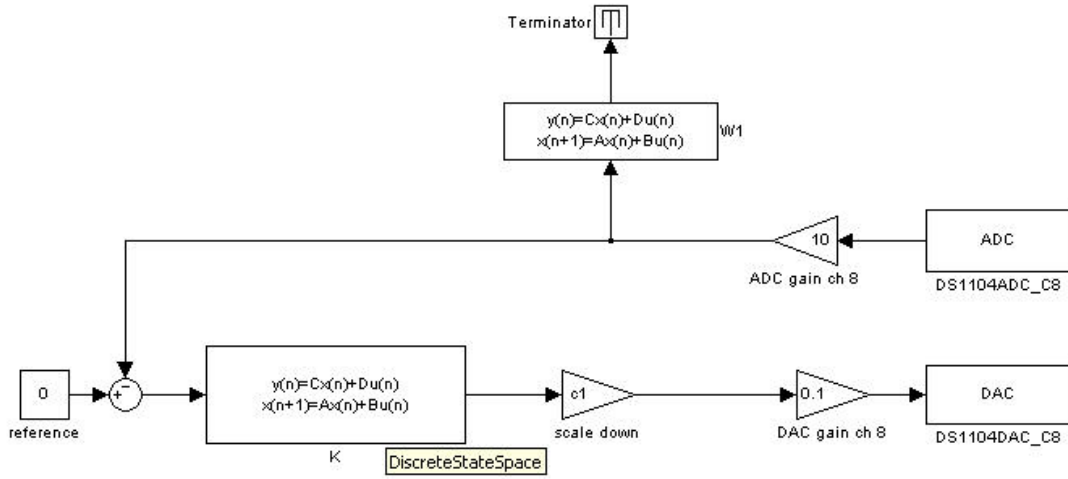 Terminator
y(n)=Cx(n)+Du(n)
x(n+1)=Ax(n)+Bu(n)
W1
10
ADC
ADC gain ch 8
DS1104ADC_C8
0
+
−
reference
y(n)=Cx(n)+Du(n)
x(n+1)=Ax(n)+Bu(n)
K
DiscreteStateSpace
c1
scale down
0.1
DAC gain ch 8
DAC
DS1104DAC_C8